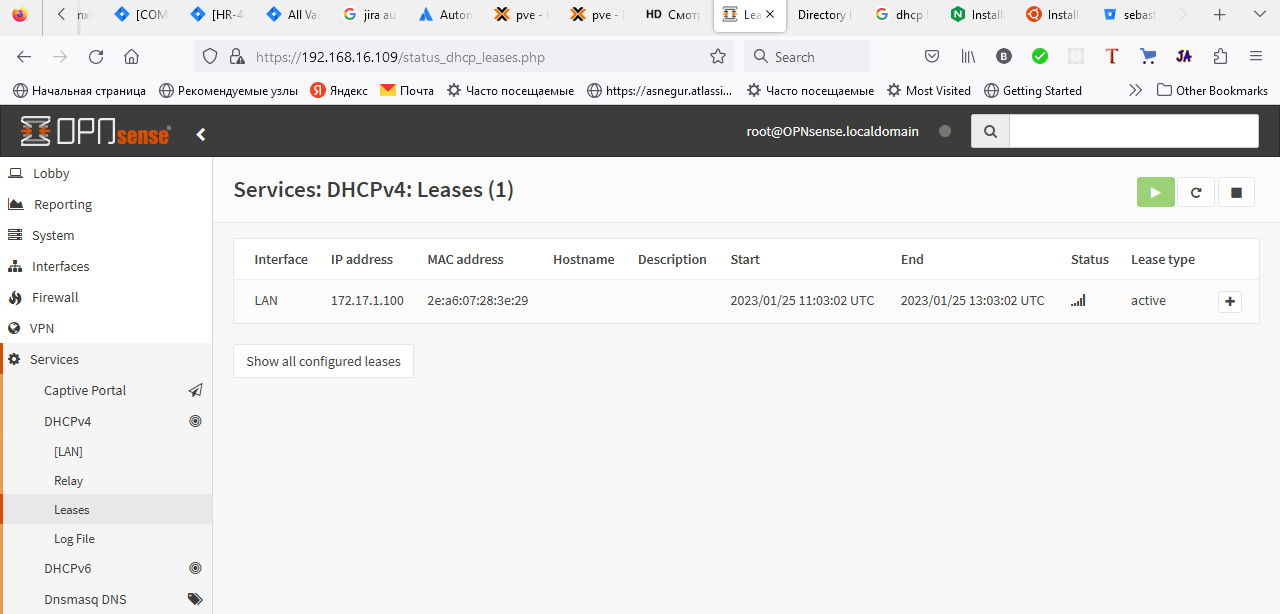 [COM
[HR-4
All Vac
jira au
Auton
pve -
pve -
HD Смотр
Lea
Directory
dhcp
Install
Install
sebast
https://192.168.16.109/status_dhcp_leases.php
Search
Начальная страница
Рекомендуемые узлы
Яндекс
Почта
Часто посещаемые
https://asnegur.atlassi...
Часто посещаемые
Most Visited
Getting Started
Other Bookmarks
OPNsense
root@OPNsense.localdomain
Lobby
Reporting
System
Interfaces
Firewall
VPN
Services
Captive Portal
DHCPv4
[LAN]
Relay
Leases
Log File
DHCPv6
Dnsmasq DNS
Services: DHCPv4: Leases (1)
Interface IP address MAC address Hostname Description Start End Status Lease type
LAN 172.17.1.100 2e:a6:07:28:3e:29 2023/01/25 11:03:02 UTC 2023/01/25 13:03:02 UTC active
Show all configured leases